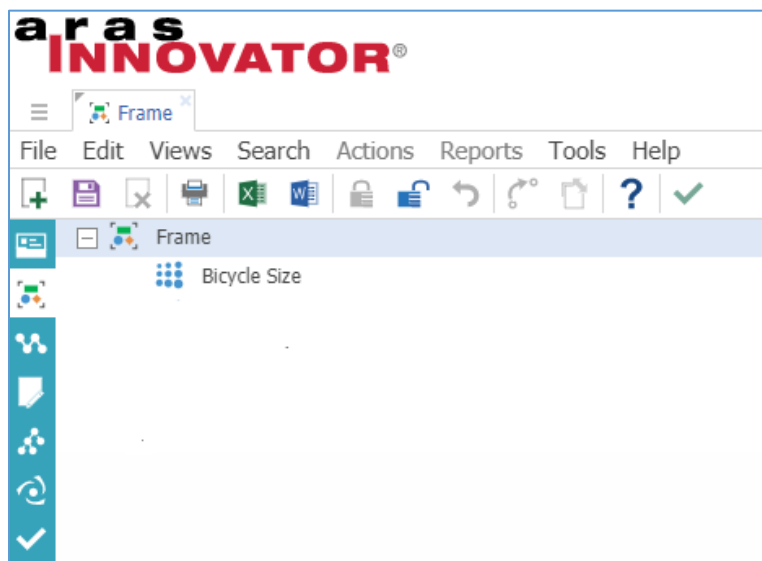 aras
INNOVATOR®
Frame
File Edit Views Search Actions Reports Tools Help
Frame
Bicycle Size